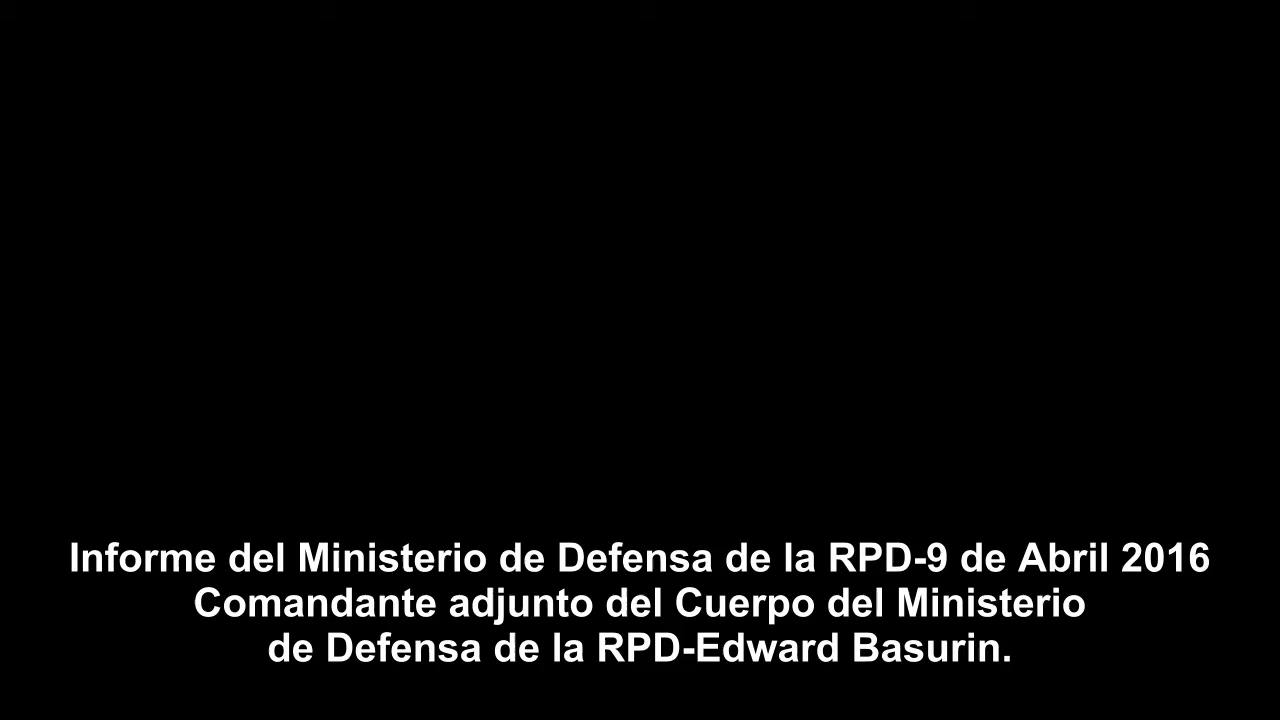 Informe del Ministerio de Defensa de la RPD-9 de Abril 2016
Comandante adjunto del Cuerpo del Ministerio
de Defensa de la RPD-Edward Basurin.